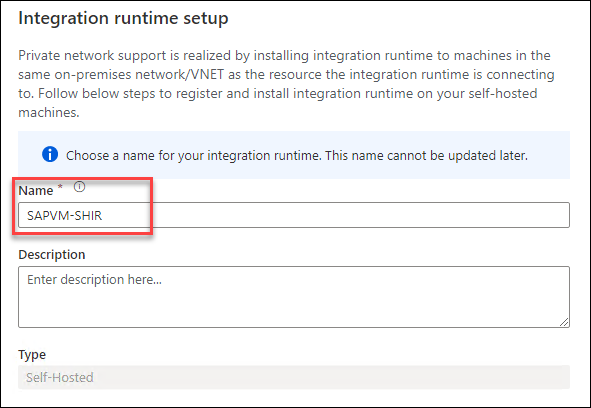 Integration runtime setup
Private network support is realized by installing integration runtime to machines in the
same on-premises network/VNET as the resource the integration runtime is connecting
to. Follow below steps to register and install integration runtime on your self-hosted
machines.
Choose a name for your integration runtime. This name cannot be updated later.
Name *
SAPVM-SHIR
Description
Enter description here...
Type
Self-Hosted